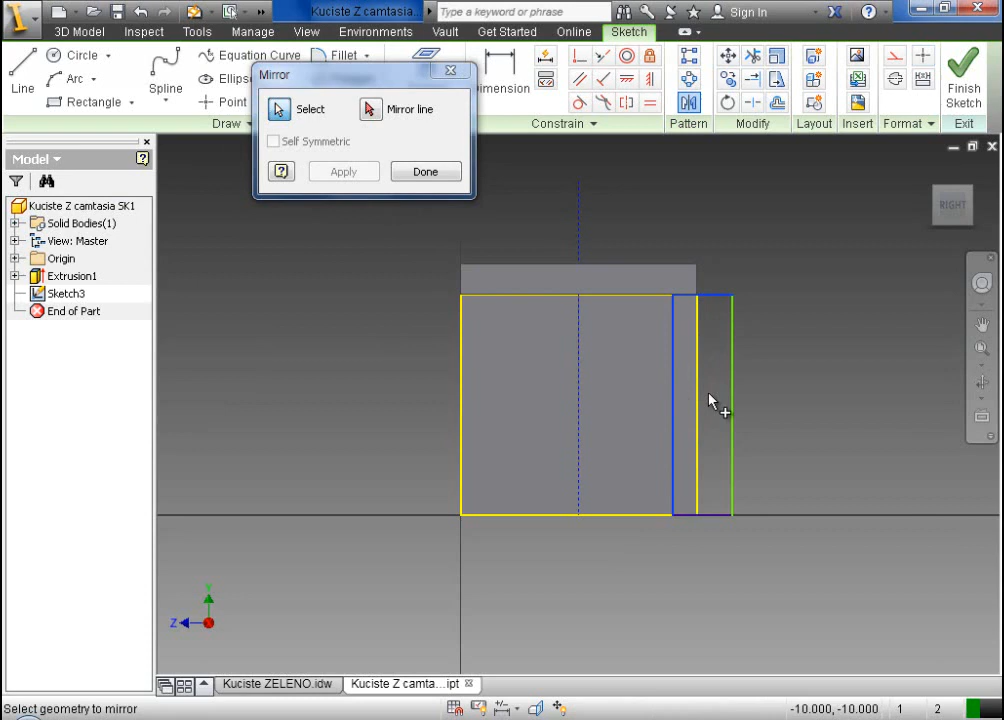 Kuciste Z camtasia...
Type a keyword or phrase
Sign In
3D Model
Inspect
Tools
Manage
View
Environments
Vault
Get Started
Online
Sketch
Line
Circle
Arc
Rectangle
Spline
Equation Curve
Point
Fillet
Finish
Sketch
Draw
Constrain
Pattern
Modify
Layout
Insert
Format
Exit
Mirror
Select
Mirror line
Self Symmetric
Apply
Done
Model
Kuciste Z camtasia SK1
Solid Bodies(1)
View: Master
Origin
Extrusion1
Sketch3
End of Part
RIGHT
Y
Z
Kuciste ZELENO.idw
Kuciste Z camta...ipt
Select geometry to mirror
-10.000, -10.000
1
2